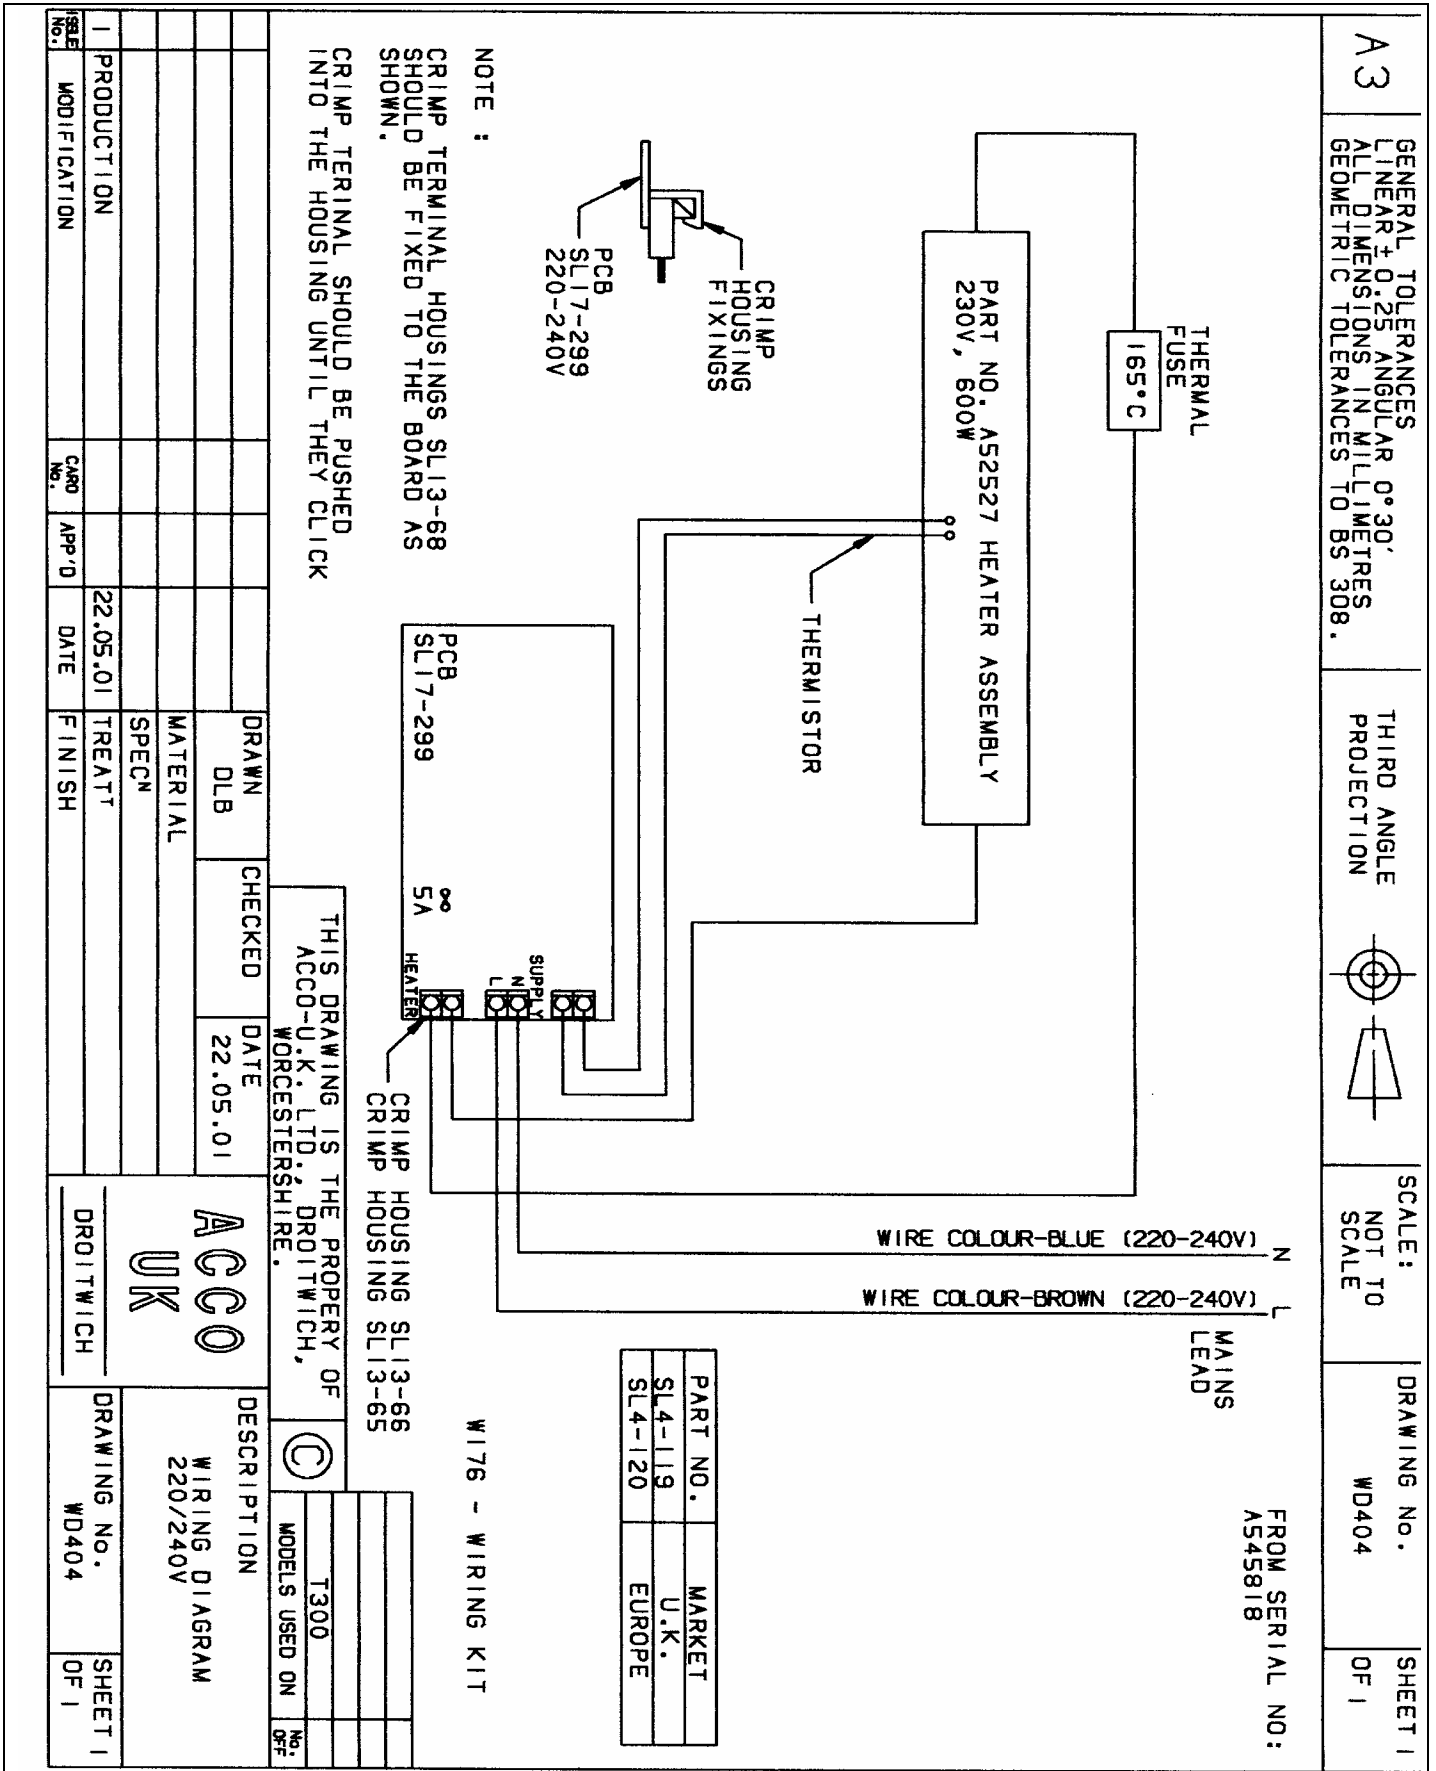 A3
GENERAL TOLERANCES
LINEAR ± 0.25 ANGULAR 0°30'
ALL DIMENSIONS IN MILLIMETRES
GEOMETRIC TOLERANCES TO BS 308.
THIRD ANGLE
PROJECTION
SCALE:
NOT TO
SCALE
DRAWING No.
WD404
SHEET 1
OF 1
FROM SERIAL NO:
A545818
THERMAL
FUSE
165°C
PART NO. A52527 HEATER ASSEMBLY
230V, 600W
THERMISTOR
MAINS
LEAD
N
WIRE COLOUR-BLUE (220-240V)
L
WIRE COLOUR-BROWN (220-240V)
CRIMP
HOUSING
FIXINGS
PCB
SL17-299
220-240V
PART NO.
MARKET
SL4-119
U.K.
SL4-120
EUROPE
NOTE :
CRIMP TERMINAL HOUSINGS SL13-68
SHOULD BE FIXED TO THE BOARD AS
SHOWN.
CRIMP TERINAL SHOULD BE PUSHED
INTO THE HOUSING UNTIL THEY CLICK
PCB
SL17-299
5A
SUPPLY
N
L
HEATER
CRIMP HOUSING SL13-66
CRIMP HOUSING SL13-65
W176 - WIRING KIT
THIS DRAWING IS THE PROPERTY OF
ACCO-U.K. LTD., DROITWICH,
WORCESTERSHIRE.
©
T300
MODELS USED ON
No.
OFF
1
PRODUCTION
22.05.01
ISSUE
No.
MODIFICATION
CARD
No.
APP'D
DATE
DRAWN
DLB
CHECKED
DATE
22.05.01
MATERIAL
SPECᴺ
TREATᵀ
FINISH
ACCO
UK
DROITWICH
DESCRIPTION
WIRING DIAGRAM
220/240V
DRAWING No.
WD404
SHEET 1
OF 1